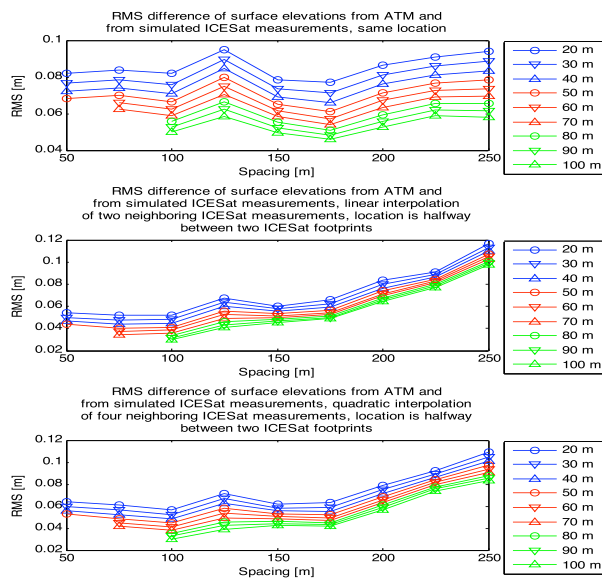 RMS difference of surface elevations from ATM and
from simulated ICESat measurements, same location
0.1
0.08
0.06
0.04
RMS [m]
50
100
150
200
250
Spacing [m]
20 m
30 m
40 m
50 m
60 m
70 m
80 m
90 m
100 m
RMS difference of surface elevations from ATM and
from simulated ICESat measurements, linear interpolation
of two neighboring ICESat measurements, location is halfway
between two ICESat footprints
0.12
0.1
0.08
0.06
0.04
0.02
RMS [m]
50
100
150
200
250
Spacing [m]
20 m
30 m
40 m
50 m
60 m
70 m
80 m
90 m
100 m
RMS difference of surface elevations from ATM and
from simulated ICESat measurements, quadratic interpolation
of four neighboring ICESat measurements, location is halfway
between two ICESat footprints
0.12
0.1
0.08
0.06
0.04
0.02
RMS [m]
50
100
150
200
250
Spacing [m]
20 m
30 m
40 m
50 m
60 m
70 m
80 m
90 m
100 m